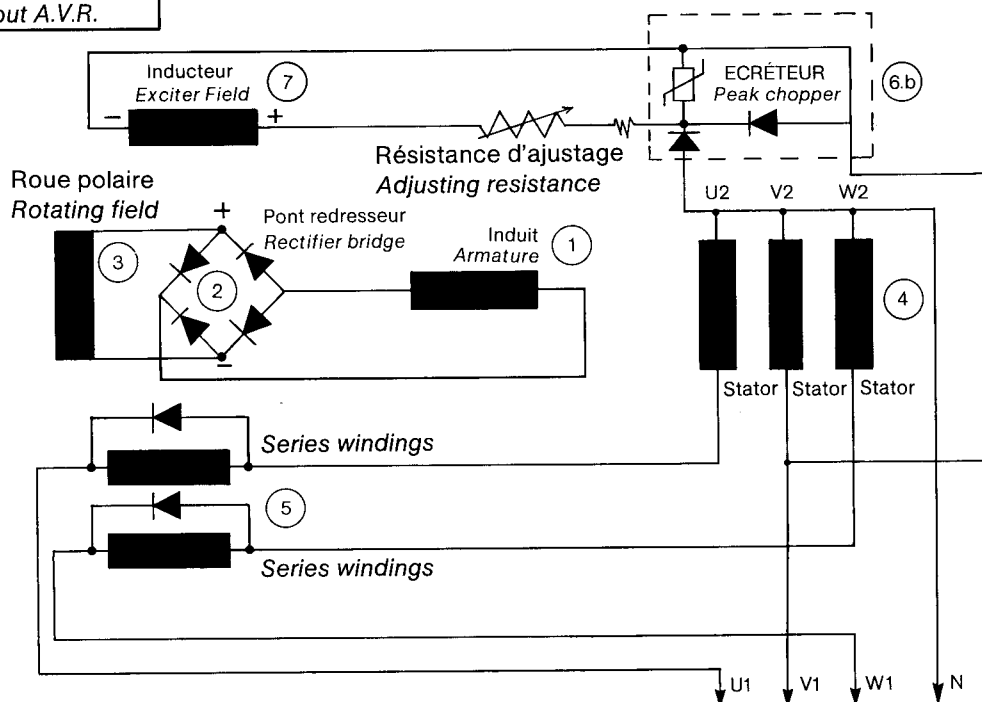 out A.V.R.
Inducteur
Exciter Field
7
− +
ECRÉTEUR
Peak chopper
6.b
Résistance d'ajustage
Adjusting resistance
Roue polaire
Rotating field
3
+
Pont redresseur
Rectifier bridge
2
−
Induit
Armature
1
U2 V2 W2
4
Stator Stator Stator
Series windings
5
Series windings
U1 V1 W1 N